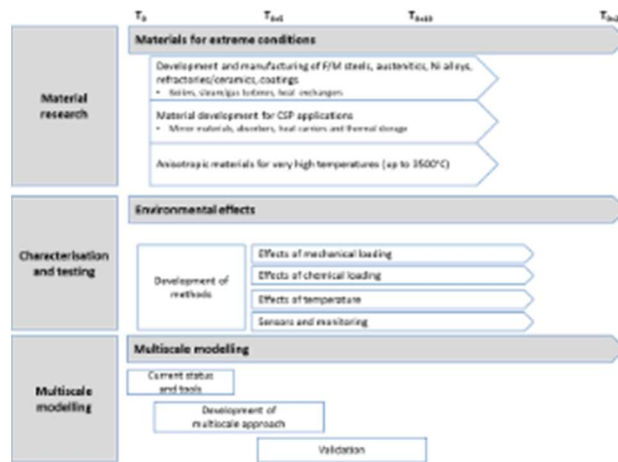 T₀ T₀₊₅ T₀₊₁₀
Materials for extreme conditions
Material
research
Development and manufacturing of F/M steels, austenitics, Ni alloys,
refractories/ceramics, coatings
• Boilers, steam/gas turbines, heat exchangers
Material development for CSP applications
• Mirror materials, absorbers, heat carriers and thermal storage
Anisotropic materials for very high temperatures (up to 3500°C)
Environmental effects
Characterisation
and testing
Development of
methods
Effects of mechanical loading
Effects of chemical loading
Effects of temperature
Sensors and monitoring
Multiscale modelling
Multiscale
modelling
Current status
and tools
Development of
multiscale approach
Validation